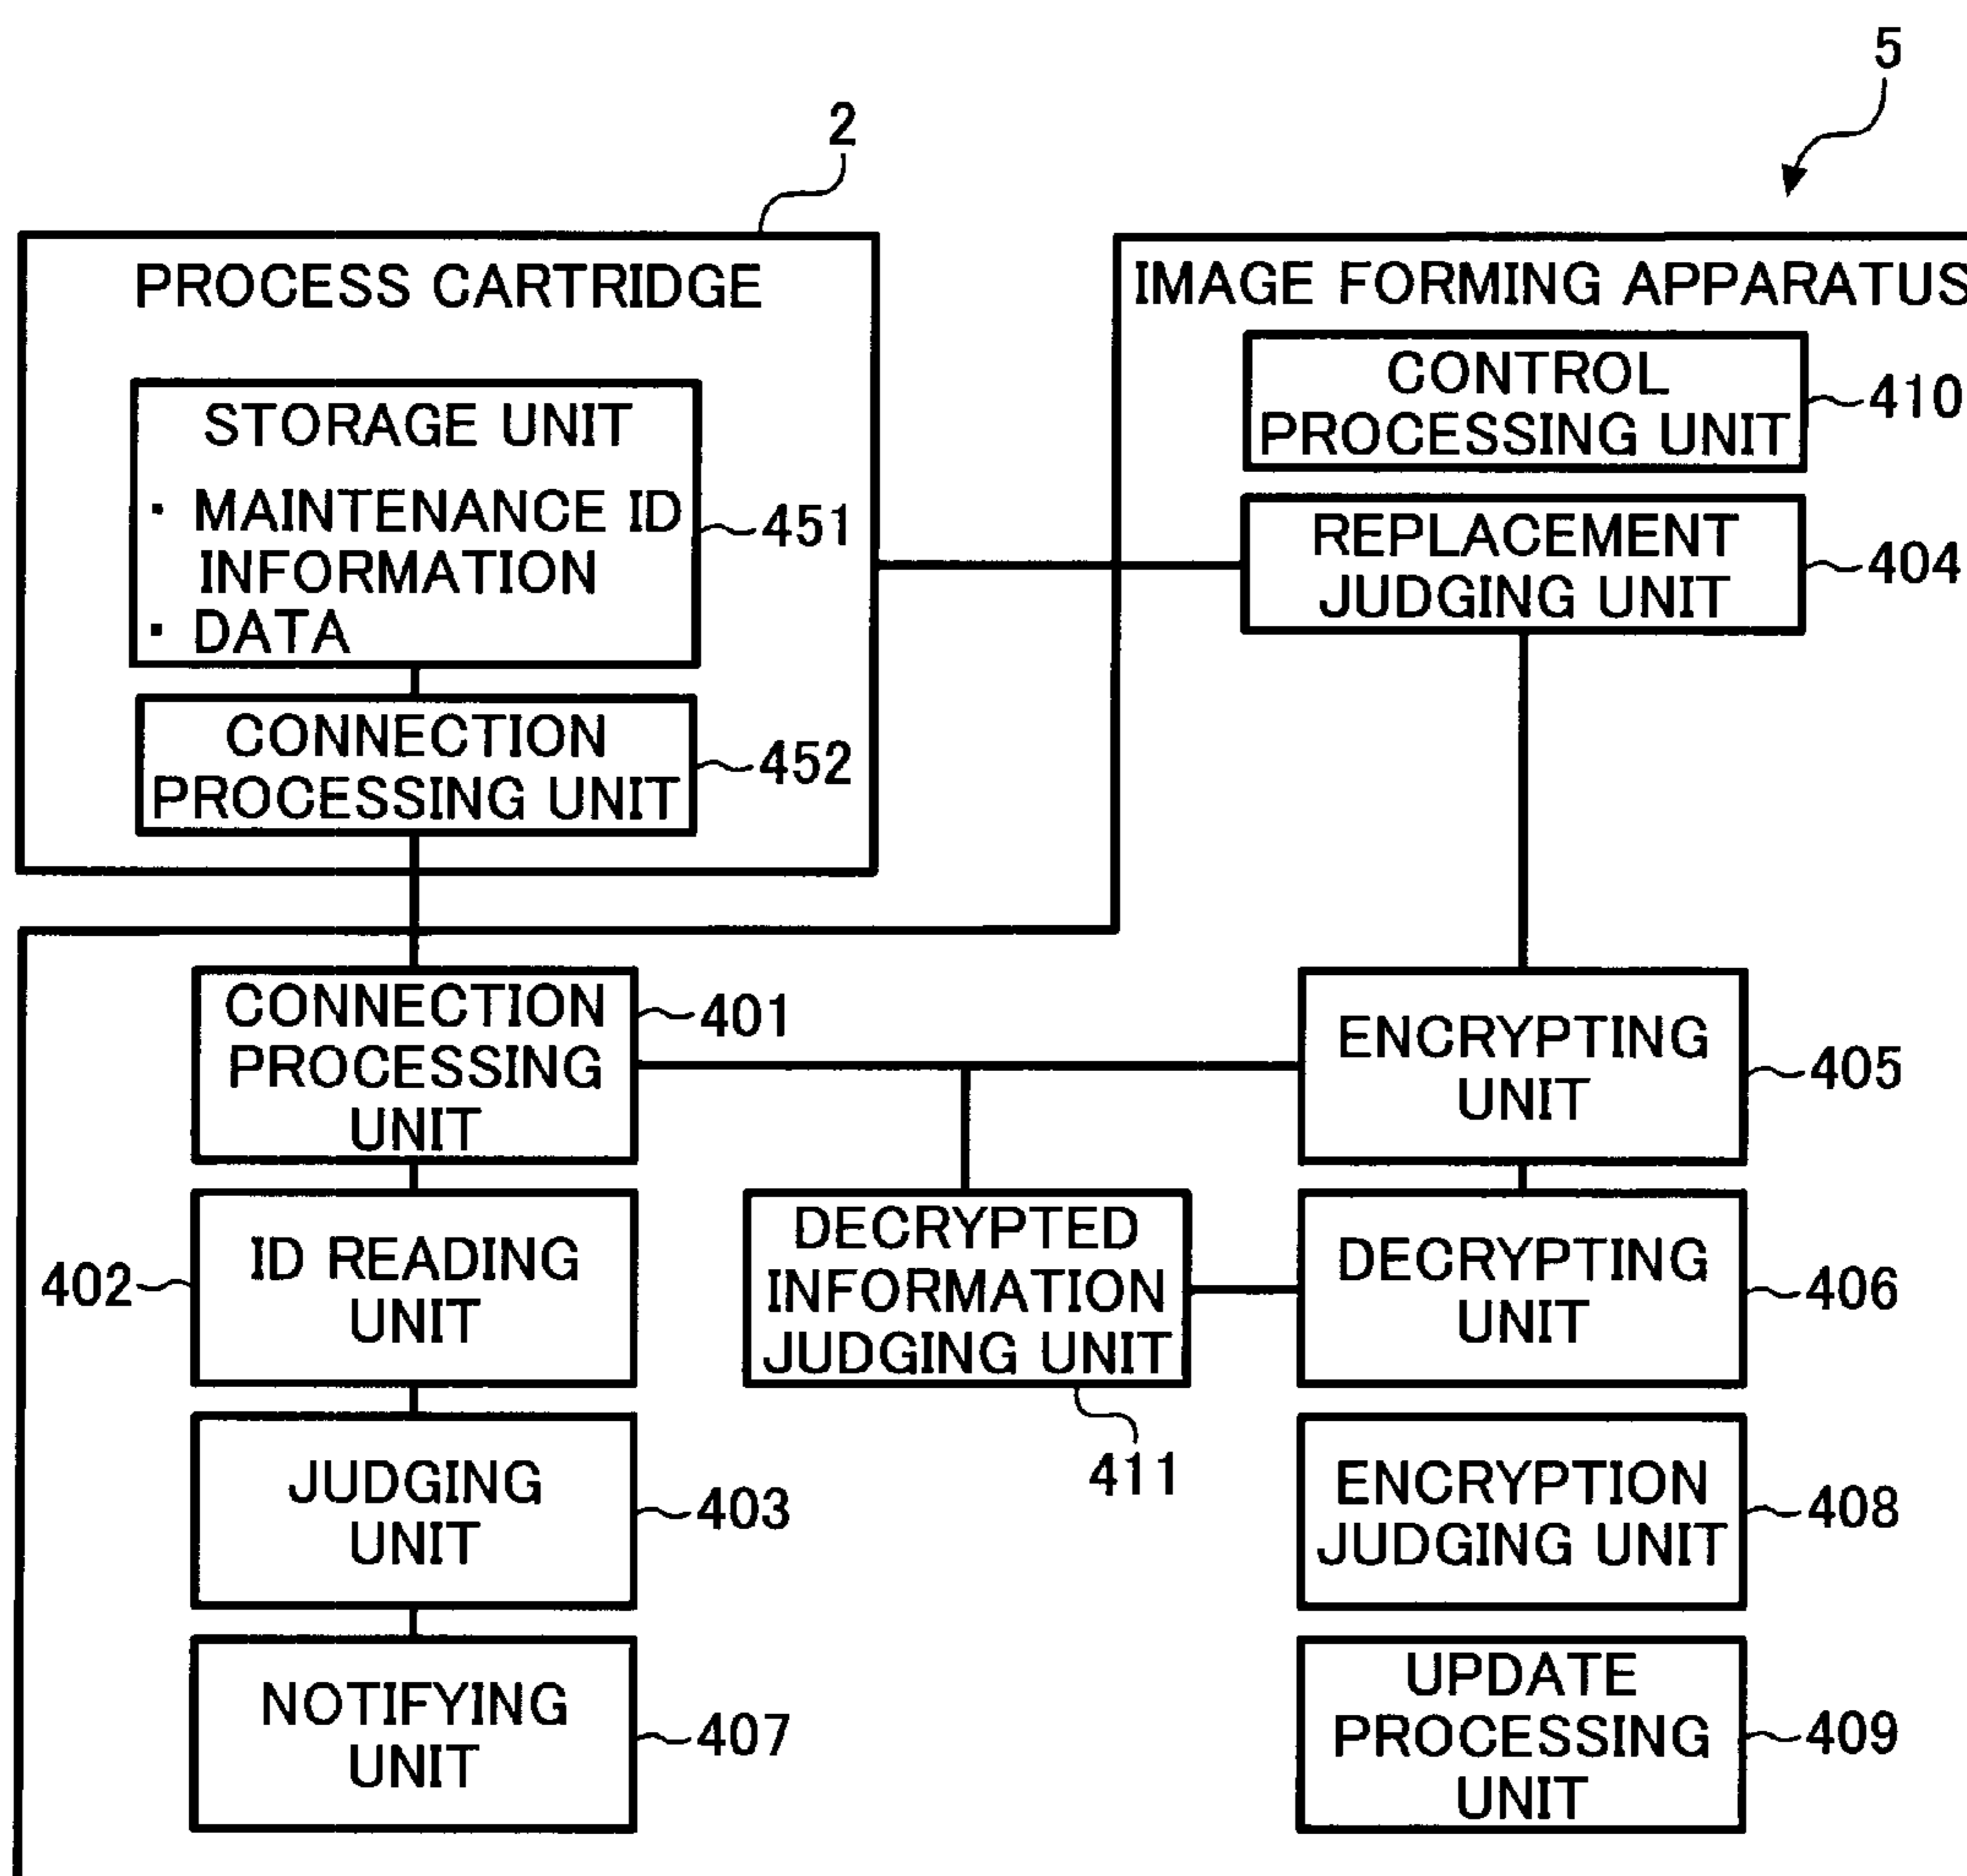 5
2
PROCESS CARTRIDGE
STORAGE UNIT
・ MAINTENANCE ID
INFORMATION
・ DATA
451
CONNECTION
PROCESSING UNIT
452
IMAGE FORMING APPARATUS
CONTROL
PROCESSING UNIT
410
REPLACEMENT
JUDGING UNIT
404
CONNECTION
PROCESSING
UNIT
401
ENCRYPTING
UNIT
405
402
ID READING
UNIT
DECRYPTED
INFORMATION
JUDGING UNIT
411
DECRYPTING
UNIT
406
JUDGING
UNIT
403
ENCRYPTION
JUDGING UNIT
408
NOTIFYING
UNIT
407
UPDATE
PROCESSING
UNIT
409